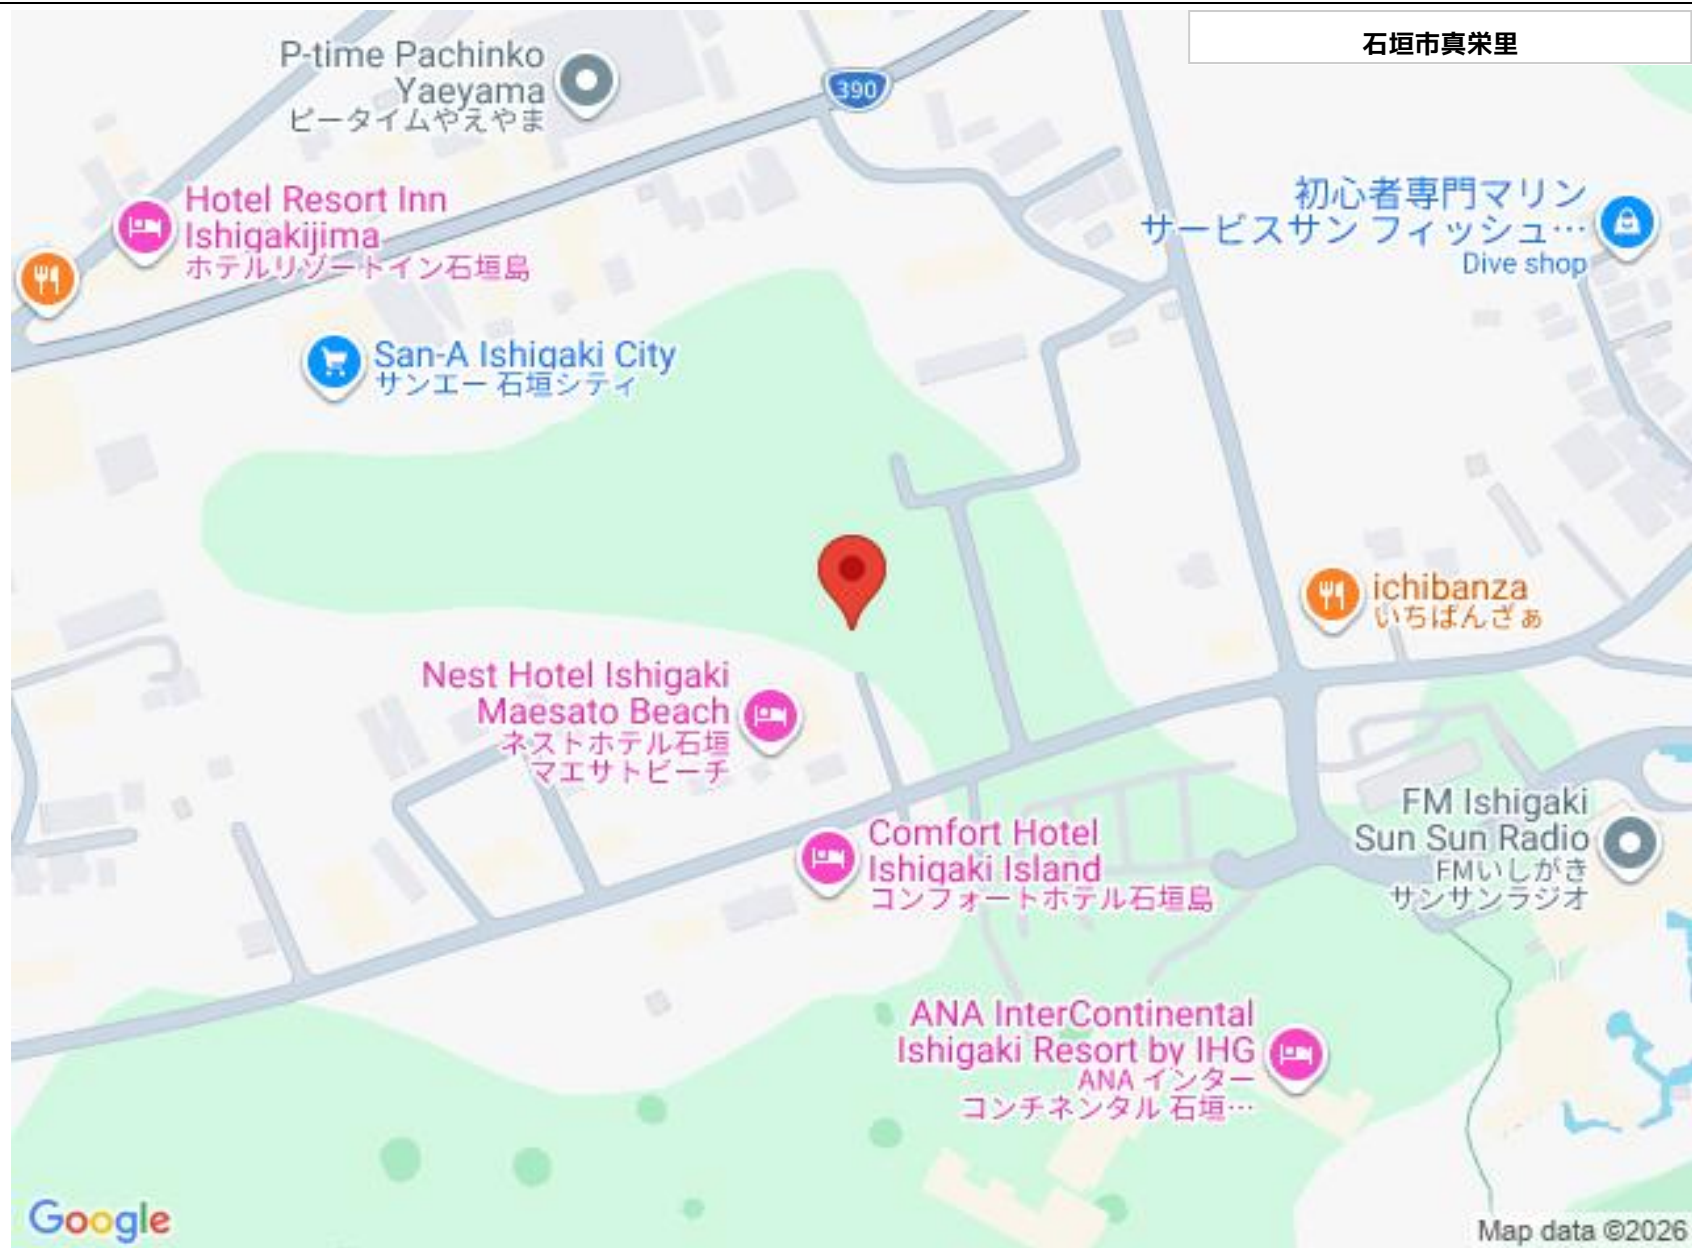 石垣市真栄里
P-time Pachinko
Yaeyama
ピータイムやえやま
390
Hotel Resort Inn
Ishigakijima
ホテルリゾートイン石垣島
初心者専門マリン
サービスサン フィッシュ…
Dive shop
San-A Ishigaki City
サンエー 石垣シティ
ichibanza
いちばんざぁ
Nest Hotel Ishigaki
Maesato Beach
ネストホテル石垣
マエサトビーチ
FM Ishigaki
Sun Sun Radio
FMいしがき
サンサンラジオ
Comfort Hotel
Ishigaki Island
コンフォートホテル石垣島
ANA InterContinental
Ishigaki Resort by IHG
ANA インター
コンチネンタル 石垣…
Google
Map data ©2026